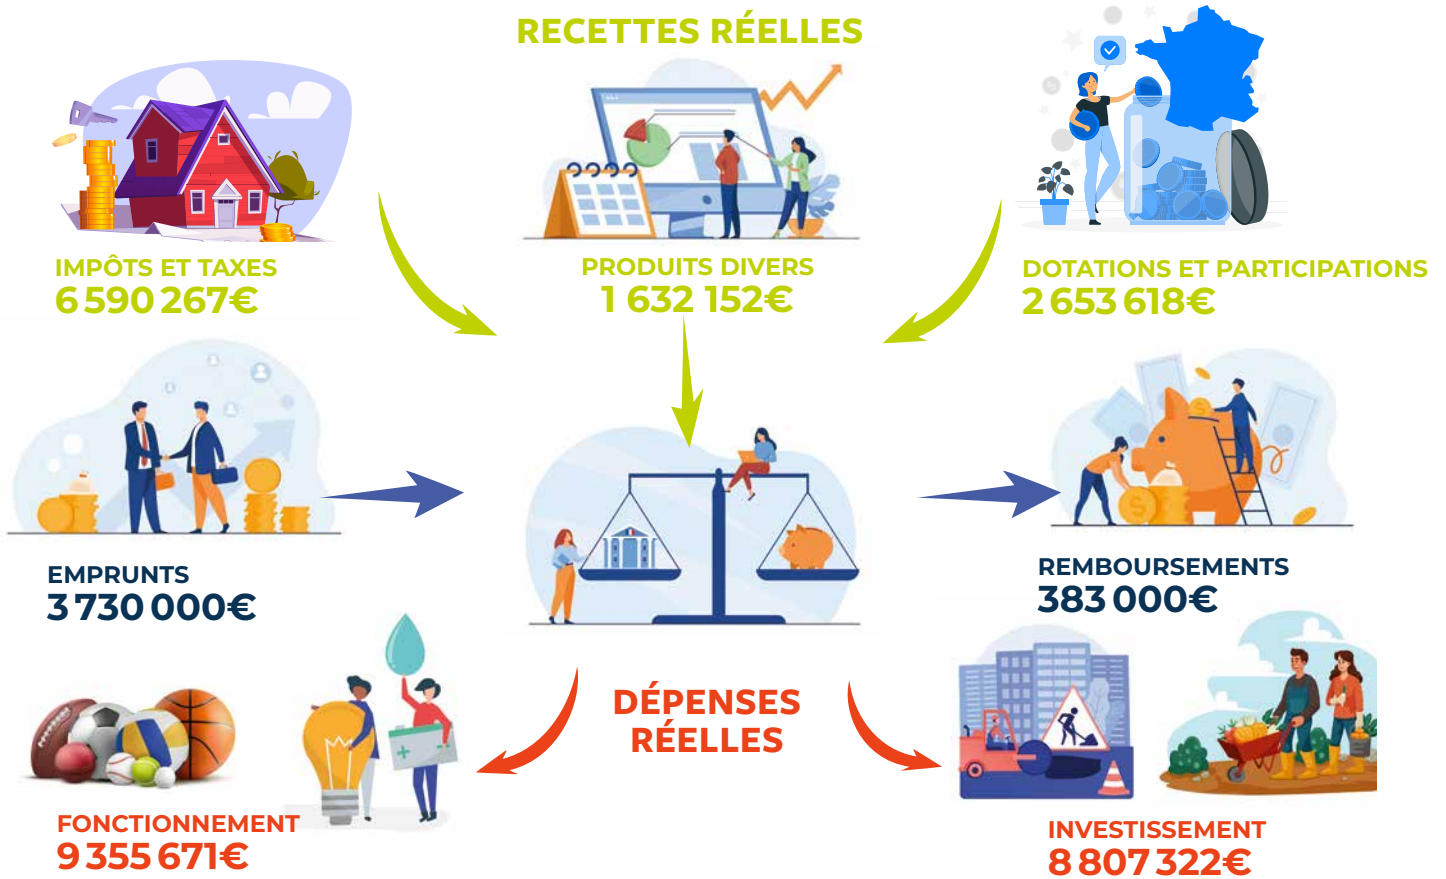 RECETTES RÉELLES
IMPÔTS ET TAXES
6 590 267€
PRODUITS DIVERS
1 632 152€
DOTATIONS ET PARTICIPATIONS
2 653 618€
EMPRUNTS
3 730 000€
REMBOURSEMENTS
383 000€
DÉPENSES
RÉELLES
FONCTIONNEMENT
9 355 671€
INVESTISSEMENT
8 807 322€